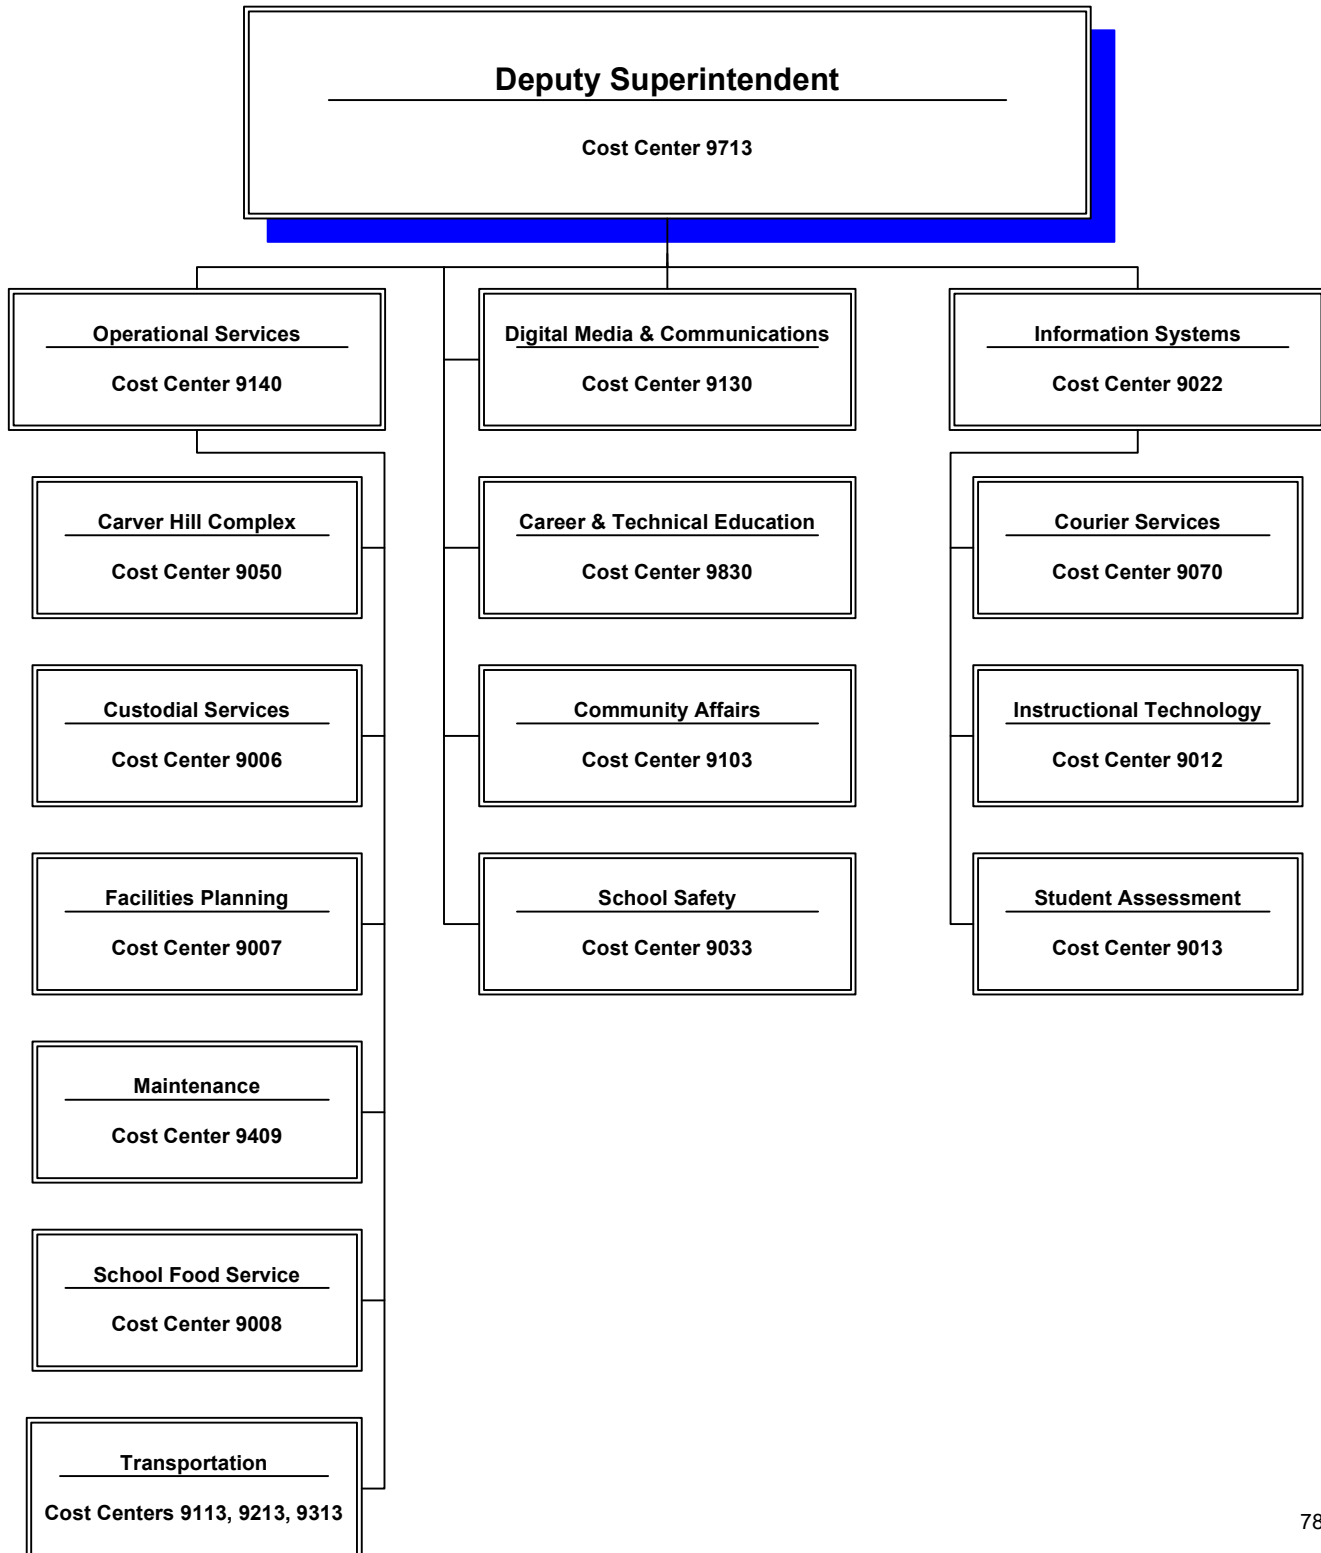 Deputy Superintendent
Cost Center 9713
Operational Services
Cost Center 9140
Digital Media & Communications
Cost Center 9130
Information Systems
Cost Center 9022
Carver Hill Complex
Cost Center 9050
Career & Technical Education
Cost Center 9830
Courier Services
Cost Center 9070
Custodial Services
Cost Center 9006
Community Affairs
Cost Center 9103
Instructional Technology
Cost Center 9012
Facilities Planning
Cost Center 9007
School Safety
Cost Center 9033
Student Assessment
Cost Center 9013
Maintenance
Cost Center 9409
School Food Service
Cost Center 9008
Transportation
Cost Centers 9113, 9213, 9313
78